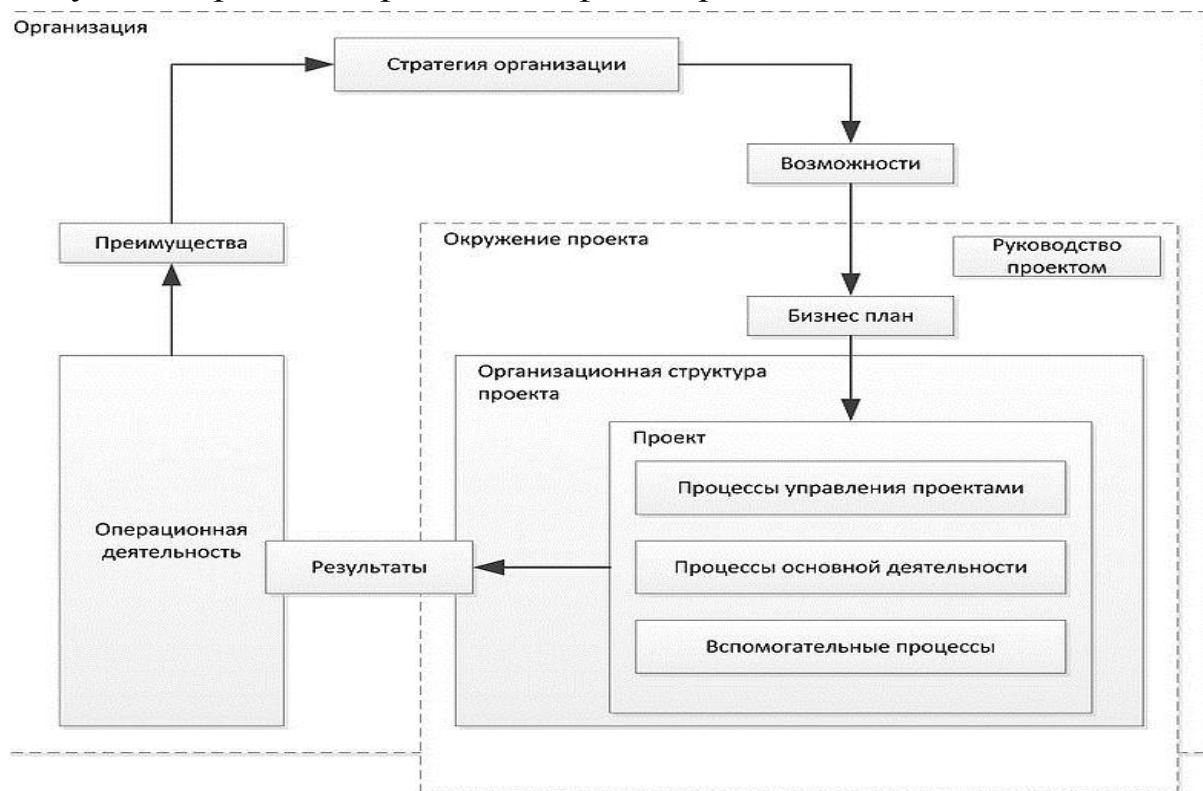 Организация
Стратегия организации
Возможности
Преимущества
Окружение проекта
Руководство
проектом
Бизнес план
Организационная структура
проекта
Проект
Процессы управления проектами
Операционная
деятельность
Результаты
Процессы основной деятельности
Вспомогательные процессы